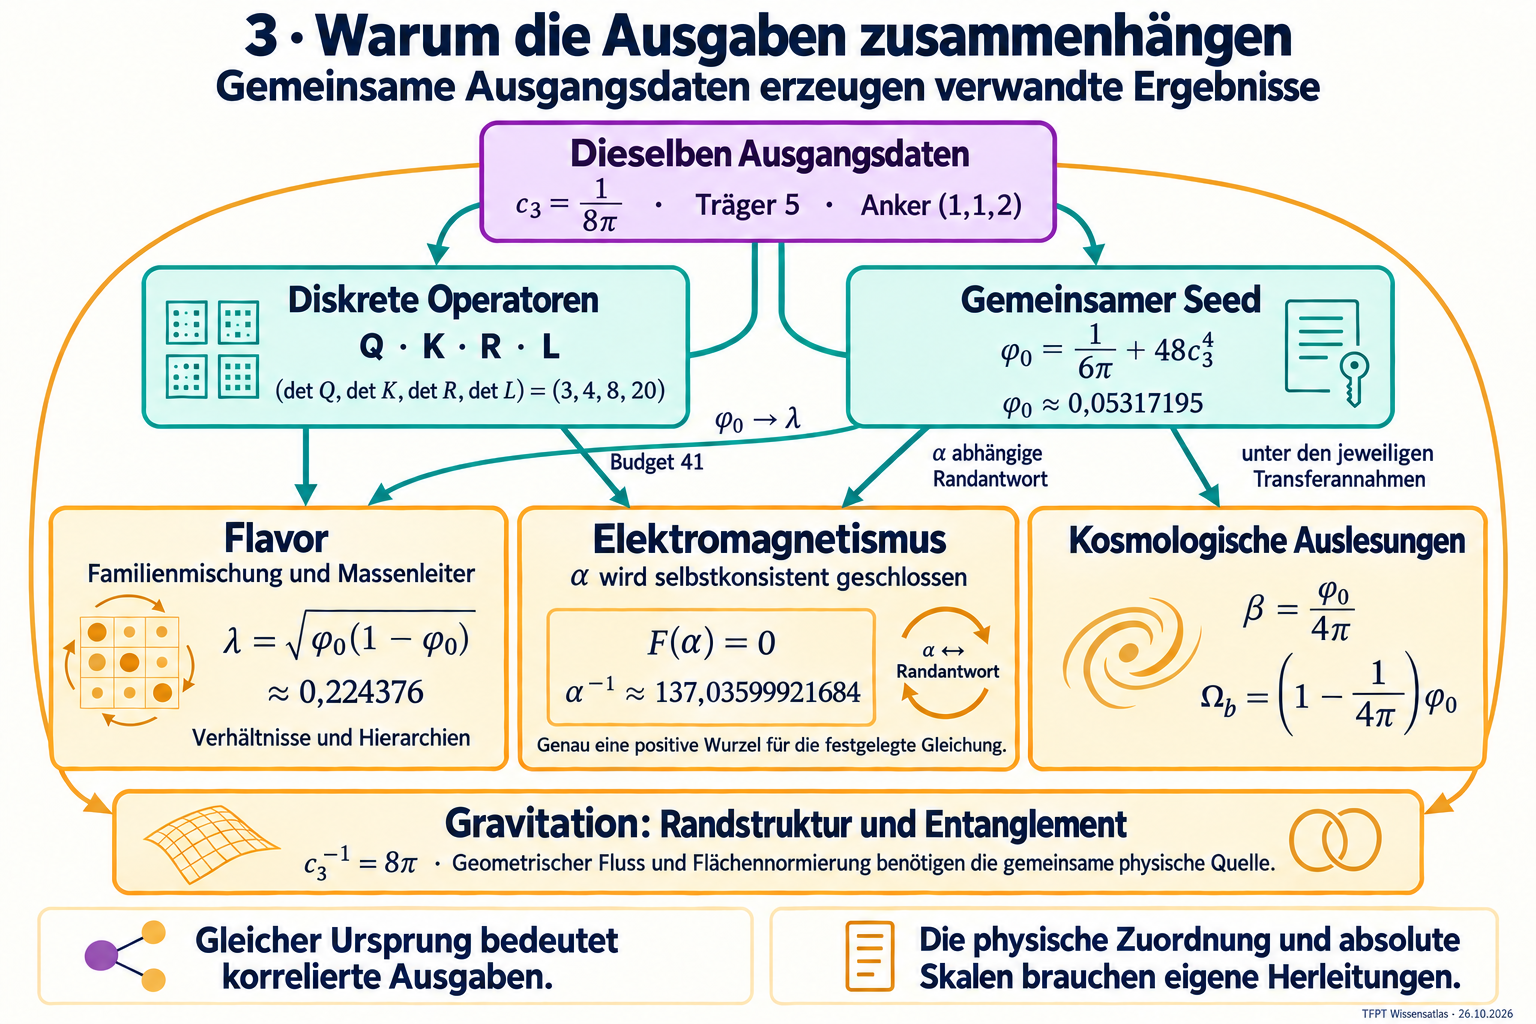 3 · Warum die Ausgaben zusammenhängen
Gemeinsame Ausgangsdaten erzeugen verwandte Ergebnisse
Dieselben Ausgangsdaten
c₃ = 1/(8π) · Träger 5 · Anker (1,1,2)
Diskrete Operatoren
Q · K · R · L
(det Q, det K, det R, det L) = (3, 4, 8, 20)
Gemeinsamer Seed
φ₀ = 1/(6π) + 48c₃⁴
φ₀ ≈ 0,05317195
φ₀ → λ
Budget 41
α abhängige
Randantwort
unter den jeweiligen
Transferannahmen
Flavor
Familienmischung und Massenleiter
λ = √(φ₀(1 − φ₀))
≈ 0,224376
Verhältnisse und Hierarchien
Elektromagnetismus
α wird selbstkonsistent geschlossen
F(α) = 0
α⁻¹ ≈ 137,03599921684
α ↔
Randantwort
Genau eine positive Wurzel für die festgelegte Gleichung.
Kosmologische Auslesungen
β = φ₀/(4π)
Ω_b = (1 − 1/(4π))φ₀
Gravitation: Randstruktur und Entanglement
c₃⁻¹ = 8π · Geometrischer Fluss und Flächennormierung benötigen die gemeinsame physische Quelle.
Gleicher Ursprung bedeutet
korrelierte Ausgaben.
Die physische Zuordnung und absolute
Skalen brauchen eigene Herleitungen.
TFPT Wissensatlas · 26.10.2026